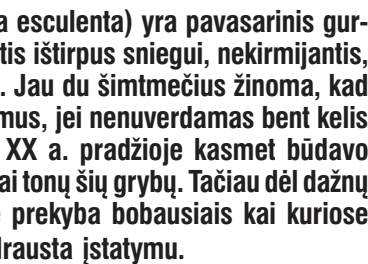 a esculenta) yra pavasarinis gur-
tis ištirpus sniegui, nekirmijantis,
. Jau du šimtmečius žinoma, kad
mus, jei nenuverdamas bent kelis
XX a. pradžioje kasmet būdavo
ai tonų šių grybų. Tačiau dėl dažnų
prekyba bobausiais kai kuriose
drausta įstatymu.